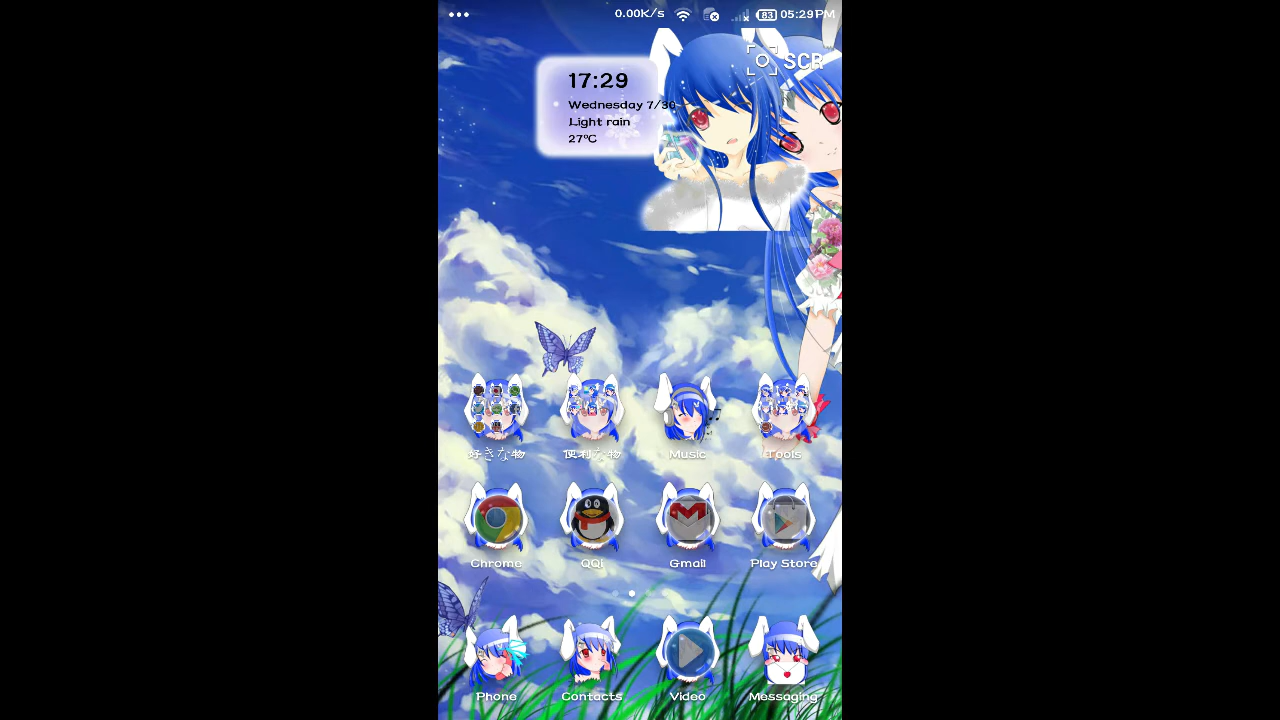 0.00K/s 83 05:29PM
SCR
17:29
Wednesday 7/30
Light rain
27°C
好きな物 便利な物 Music Tools
Chrome QQi Gmail Play Store
Phone Contacts Video Messaging